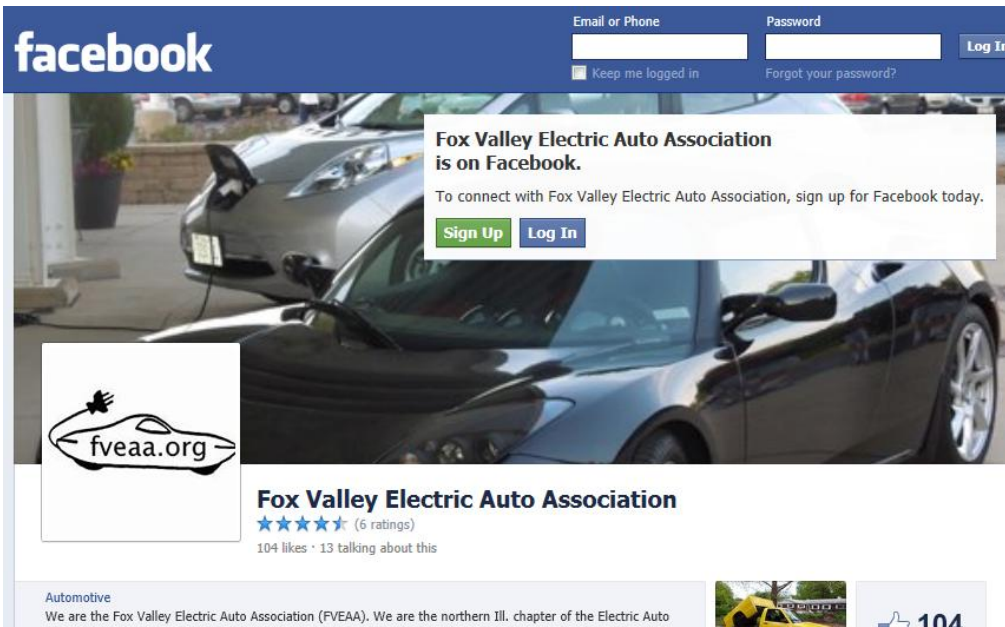 facebook
Email or Phone
Password
Log In
Keep me logged in
Forgot your password?
Fox Valley Electric Auto Association
is on Facebook.
To connect with Fox Valley Electric Auto Association, sign up for Facebook today.
Sign Up
Log In
fveaa.org
Fox Valley Electric Auto Association
(6 ratings)
104 likes · 13 talking about this
Automotive
We are the Fox Valley Electric Auto Association (FVEAA). We are the northern Ill. chapter of the Electric Auto
104